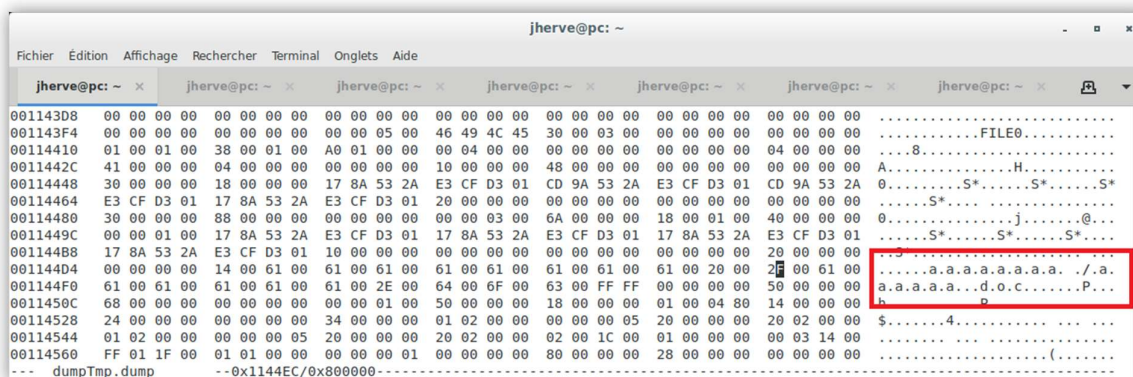 jherve@pc: ~
Fichier Édition Affichage Rechercher Terminal Onglets Aide
jherve@pc: ~ × jherve@pc: ~ × jherve@pc: ~ × jherve@pc: ~ × jherve@pc: ~ × jherve@pc: ~ × jherve@pc: ~ ×
001143D8 00 00 00 00 00 00 00 00 00 00 00 00 00 00 00 00 00 00 00 00 00 00 00 00 00 00 00 00 ............................
001143F4 00 00 00 00 00 00 00 00 00 00 05 00 46 49 4C 45 30 00 03 00 00 00 00 00 00 00 00 00 ............FILE0...........
00114410 01 00 01 00 38 00 01 00 A0 01 00 00 00 04 00 00 00 00 00 00 00 00 00 00 04 00 00 00 ....8.......................
0011442C 41 00 00 00 04 00 00 00 00 00 00 00 10 00 00 00 48 00 00 00 00 00 00 00 00 00 00 00 A...............H...........
00114448 30 00 00 00 18 00 00 00 17 8A 53 2A E3 CF D3 01 CD 9A 53 2A E3 CF D3 01 CD 9A 53 2A 0.........S*......S*......S*
00114464 E3 CF D3 01 17 8A 53 2A E3 CF D3 01 20 00 00 00 00 00 00 00 00 00 00 00 00 00 00 00 ......S*.... ...............
00114480 30 00 00 00 88 00 00 00 00 00 00 00 00 00 03 00 6A 00 00 00 18 00 01 00 40 00 00 00 0...............j.......@...
0011449C 00 00 01 00 17 8A 53 2A E3 CF D3 01 17 8A 53 2A E3 CF D3 01 17 8A 53 2A E3 CF D3 01 ......S*......S*......S*....
001144B8 17 8A 53 2A E3 CF D3 01 10 00 00 00 00 00 00 00 00 00 00 00 00 00 00 00 20 00 00 00 ..S*.................... ...
001144D4 00 00 00 00 14 00 61 00 61 00 61 00 61 00 61 00 61 00 61 00 61 00 20 00 2F 00 61 00 ......a.a.a.a.a.a.a.a. ./.a.
001144F0 61 00 61 00 61 00 61 00 61 00 2E 00 64 00 6F 00 63 00 FF FF 00 00 00 00 50 00 00 00 a.a.a.a.a...d.o.c.......P...
0011450C 68 00 00 00 00 00 01 00 50 00 00 00 18 00 00 00 01 00 04 80 14 00 00 00 h.......P
00114528 24 00 00 00 00 00 00 00 34 00 00 00 01 02 00 00 00 00 00 05 20 00 00 00 20 02 00 00 $.......4........... ... ...
00114544 01 02 00 00 00 00 00 05 20 00 00 00 20 02 00 00 02 00 1C 00 01 00 00 00 00 03 14 00 ........ ... ...............
00114560 FF 01 1F 00 01 01 00 00 00 00 00 01 00 00 00 00 80 00 00 00 28 00 00 00 00 00 00 00 ....................(.......
--- dumpTmp.dump --0x1144EC/0x800000---